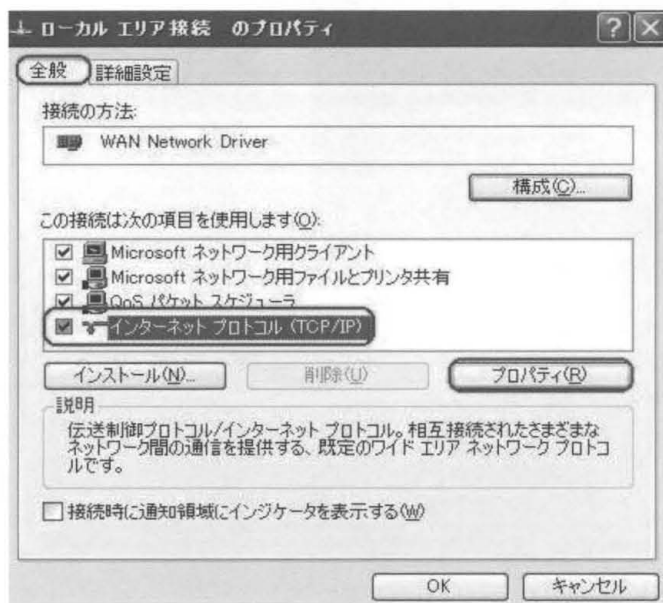 ローカル エリア接続 のプロパティ
全般 詳細設定
接続の方法:
WAN Network Driver
構成(C)...
この接続は次の項目を使用します(O):
Microsoft ネットワーク用クライアント
Microsoft ネットワーク用ファイルとプリンタ共有
QoS パケット スケジューラ
インターネット プロトコル (TCP/IP)
インストール(N)... 削除(U) プロパティ(R)
説明
伝送制御プロトコル/インターネット プロトコル。相互接続されたさまざまな
ネットワーク間の通信を提供する、既定のワイド エリア ネットワーク プロトコ
ルです。
接続時に通知領域にインジケータを表示する(W)
OK キャンセル